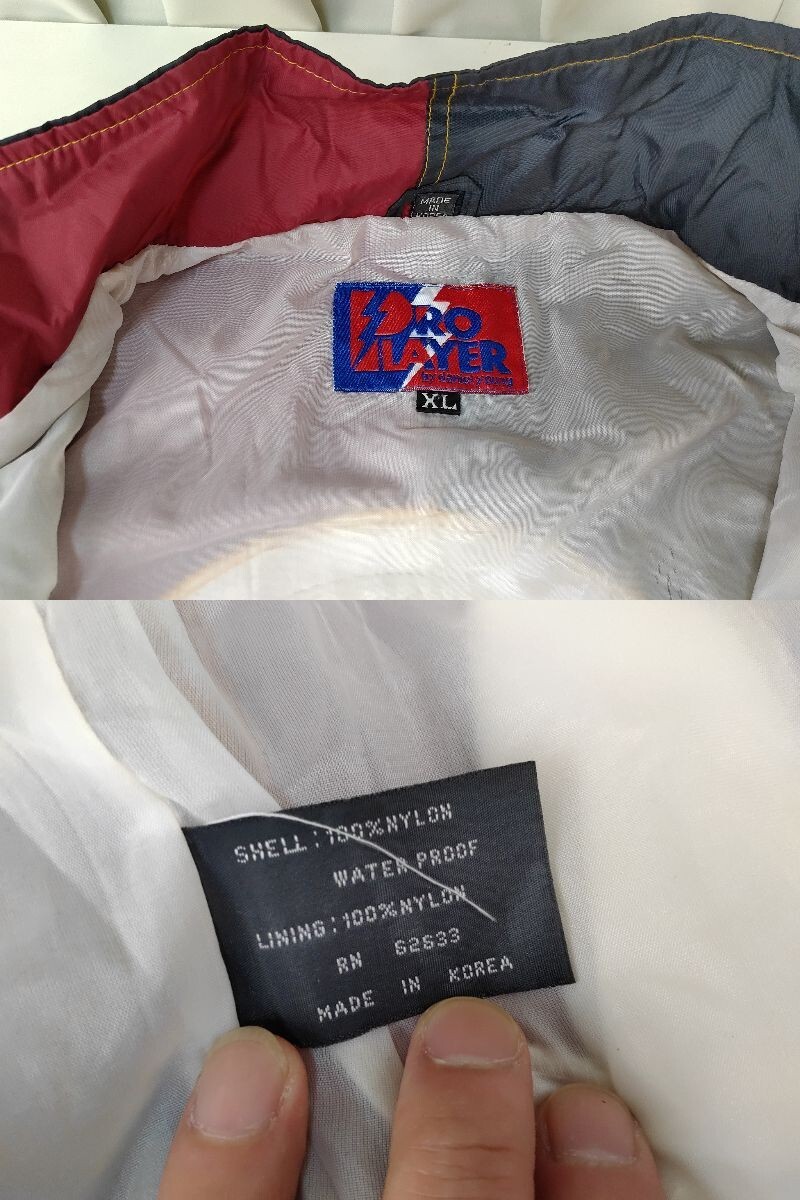 MADE
IN
KOREA
PRO
PLAYER
XL
SHELL:100%NYLON
WATER PROOF
LINING:100%NYLON
RN 62633
MADE IN KOREA